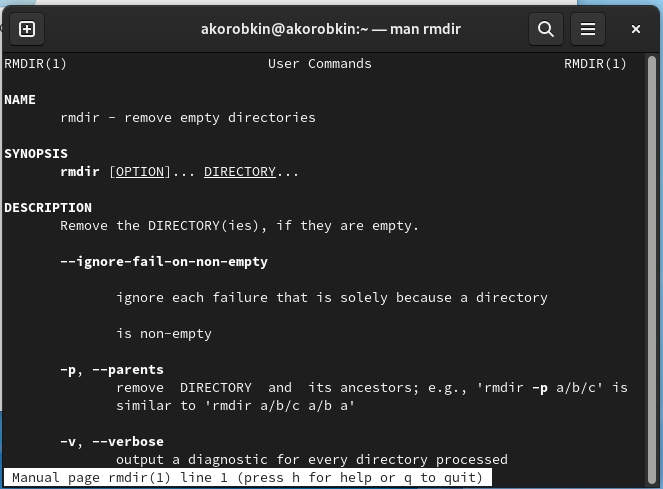 akorobkin@akorobkin:~ — man rmdir
RMDIR(1) User Commands RMDIR(1)
NAME
rmdir - remove empty directories
SYNOPSIS
rmdir [OPTION]... DIRECTORY...
DESCRIPTION
Remove the DIRECTORY(ies), if they are empty.
--ignore-fail-on-non-empty
ignore each failure that is solely because a directory
is non-empty
-p, --parents
remove DIRECTORY and its ancestors; e.g., 'rmdir -p a/b/c' is
similar to 'rmdir a/b/c a/b a'
-v, --verbose
output a diagnostic for every directory processed
Manual page rmdir(1) line 1 (press h for help or q to quit)